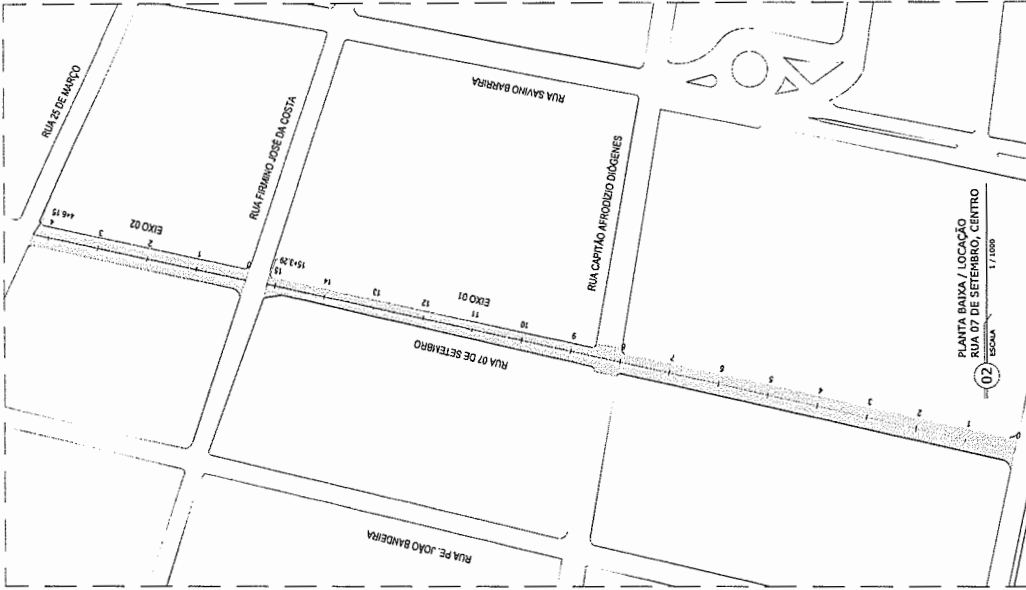 RUA 25 DE MARÇO
RUA FIRMINO JOSÉ DA COSTA
RUA SAVINO BARRIRA
RUA CAPITÃO AFRODIZIO DIÓGENES
4+6.15
4
3
2
1
0
EIXO 02
15+3.29
15
14
13
12
11
10
9
8
7
6
5
4
3
2
1
0
EIXO 01
RUA 07 DE SETEMBRO
RUA PE. JOÃO BANDEIRA
02
PLANTA BAIXA / LOCAÇÃO
RUA 07 DE SETEMBRO, CENTRO
ESCALA 1 / 1000